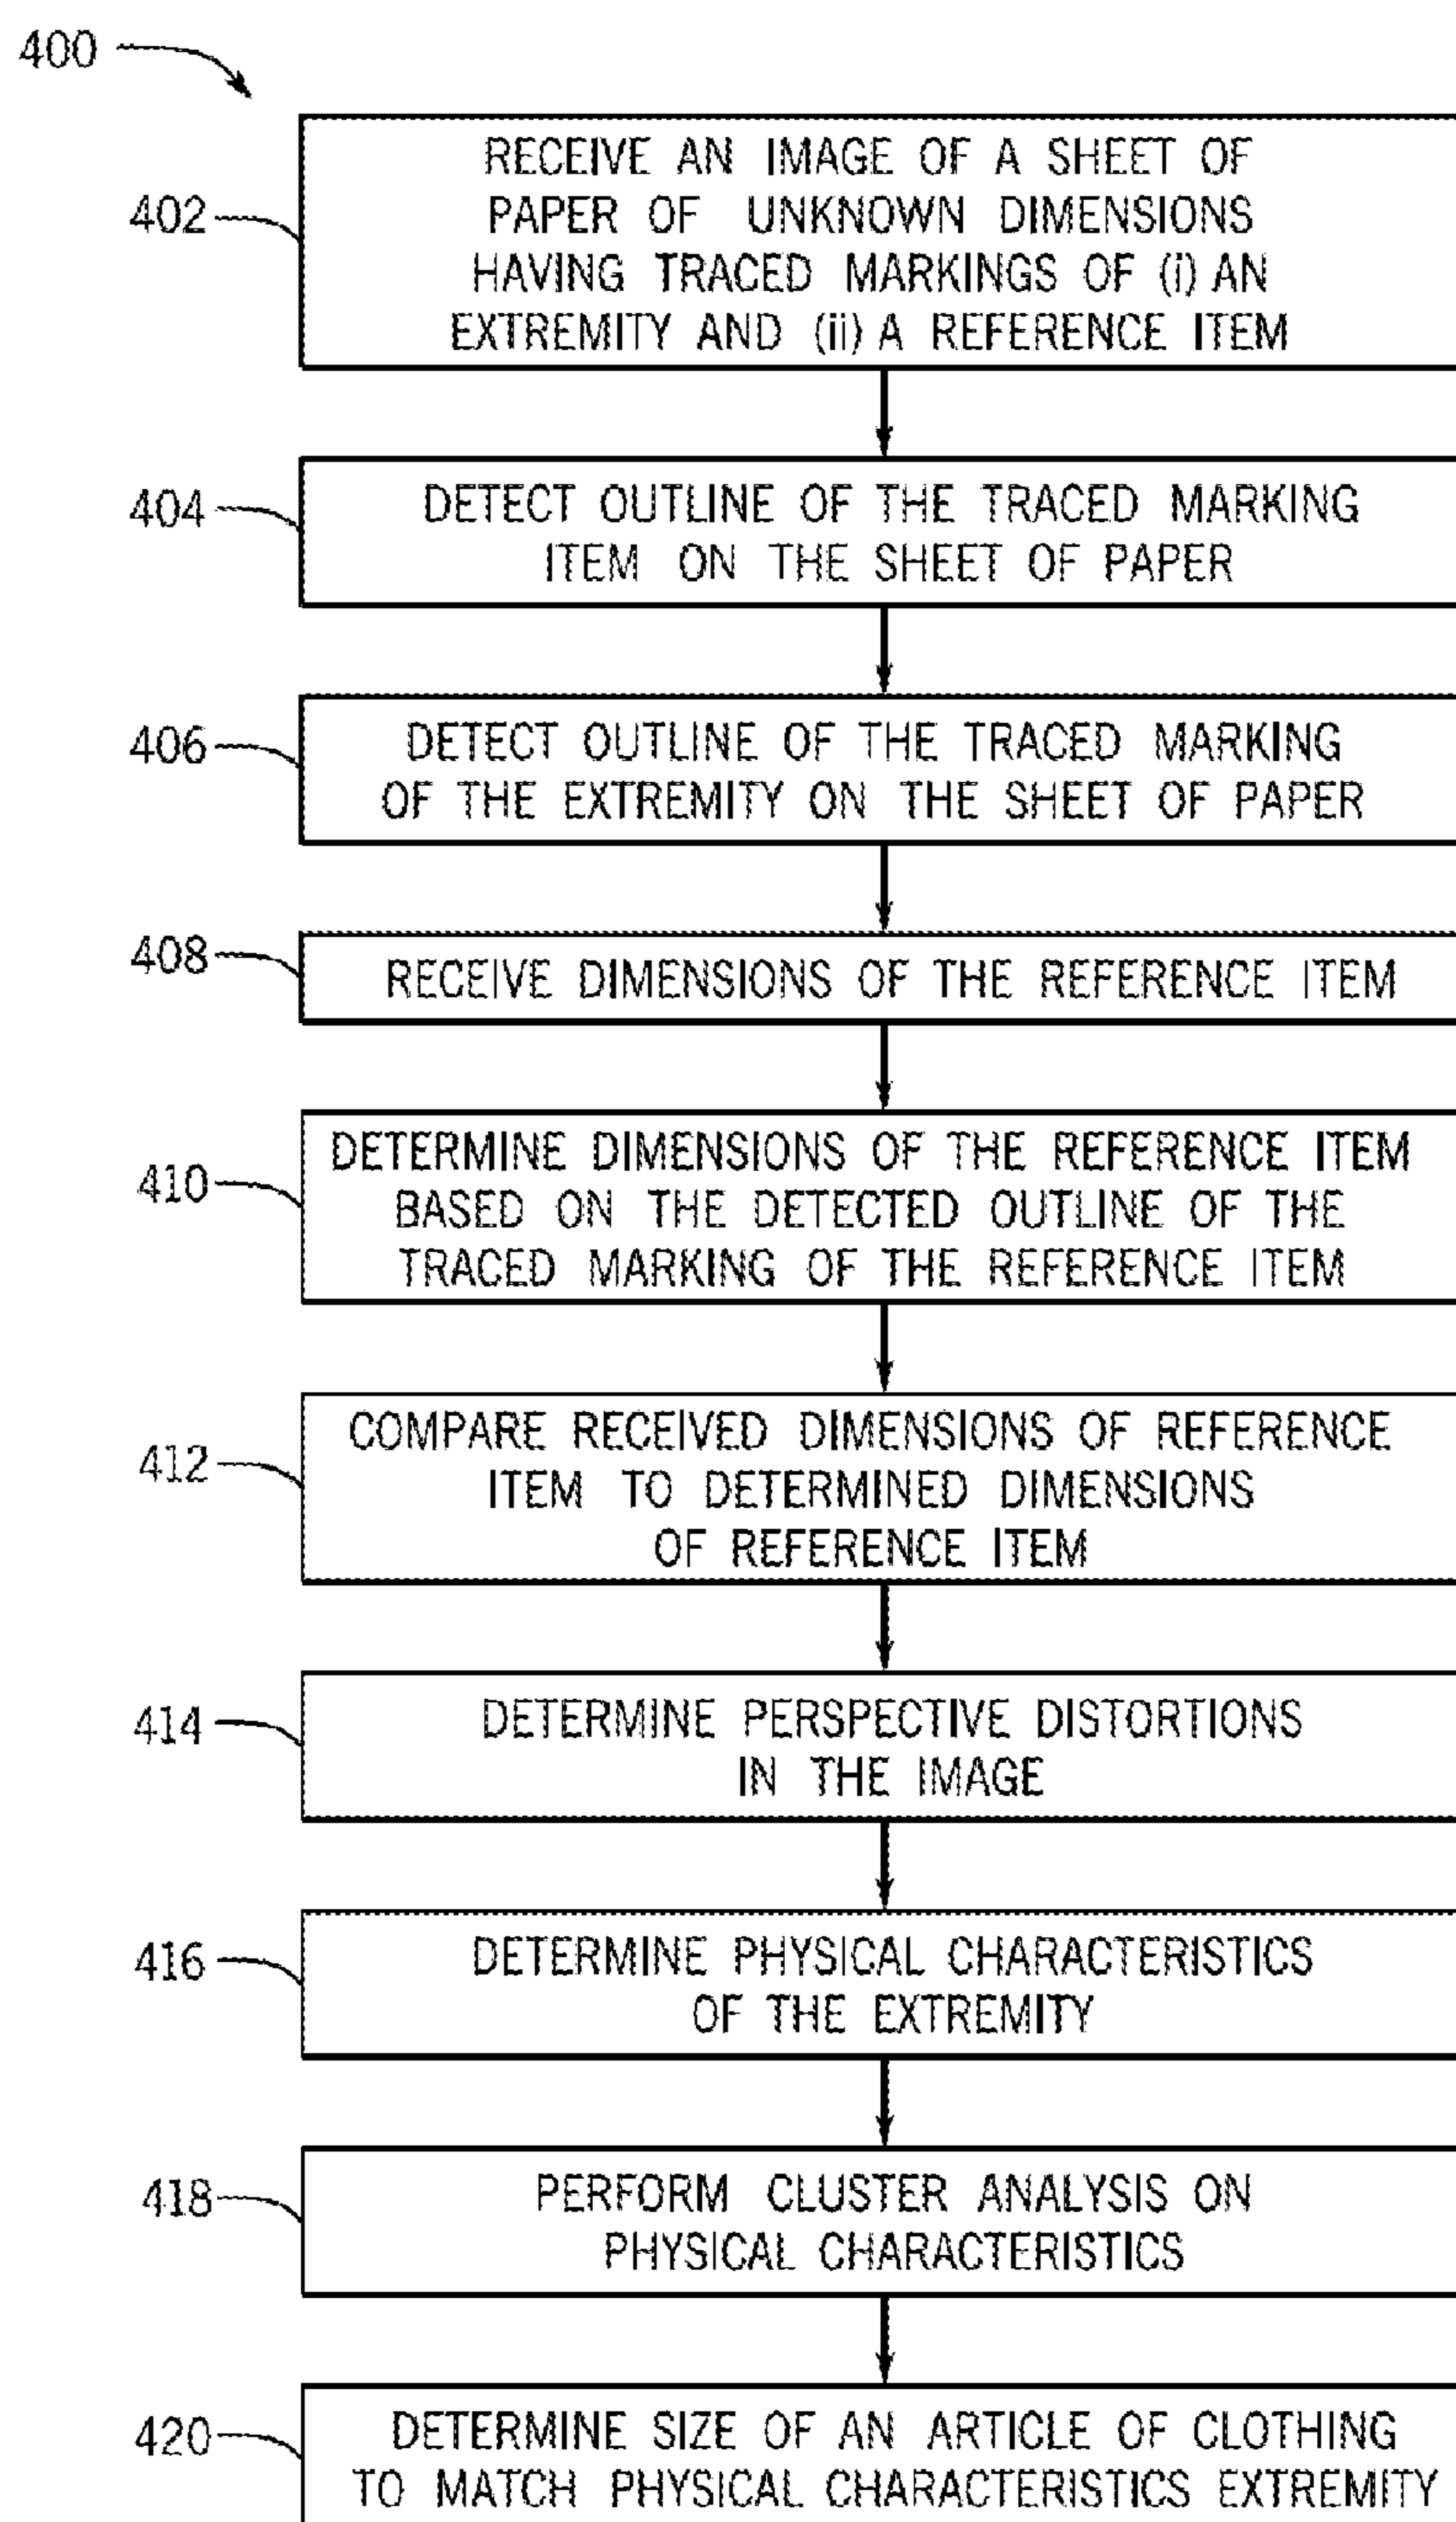 400
402
RECEIVE AN IMAGE OF A SHEET OF
PAPER OF UNKNOWN DIMENSIONS
HAVING TRACED MARKINGS OF (i) AN
EXTREMITY AND (ii) A REFERENCE ITEM
404
DETECT OUTLINE OF THE TRACED MARKING
ITEM ON THE SHEET OF PAPER
406
DETECT OUTLINE OF THE TRACED MARKING
OF THE EXTREMITY ON THE SHEET OF PAPER
408
RECEIVE DIMENSIONS OF THE REFERENCE ITEM
410
DETERMINE DIMENSIONS OF THE REFERENCE ITEM
BASED ON THE DETECTED OUTLINE OF THE
TRACED MARKING OF THE REFERENCE ITEM
412
COMPARE RECEIVED DIMENSIONS OF REFERENCE
ITEM TO DETERMINED DIMENSIONS
OF REFERENCE ITEM
414
DETERMINE PERSPECTIVE DISTORTIONS
IN THE IMAGE
416
DETERMINE PHYSICAL CHARACTERISTICS
OF THE EXTREMITY
418
PERFORM CLUSTER ANALYSIS ON
PHYSICAL CHARACTERISTICS
420
DETERMINE SIZE OF AN ARTICLE OF CLOTHING
TO MATCH PHYSICAL CHARACTERISTICS EXTREMITY